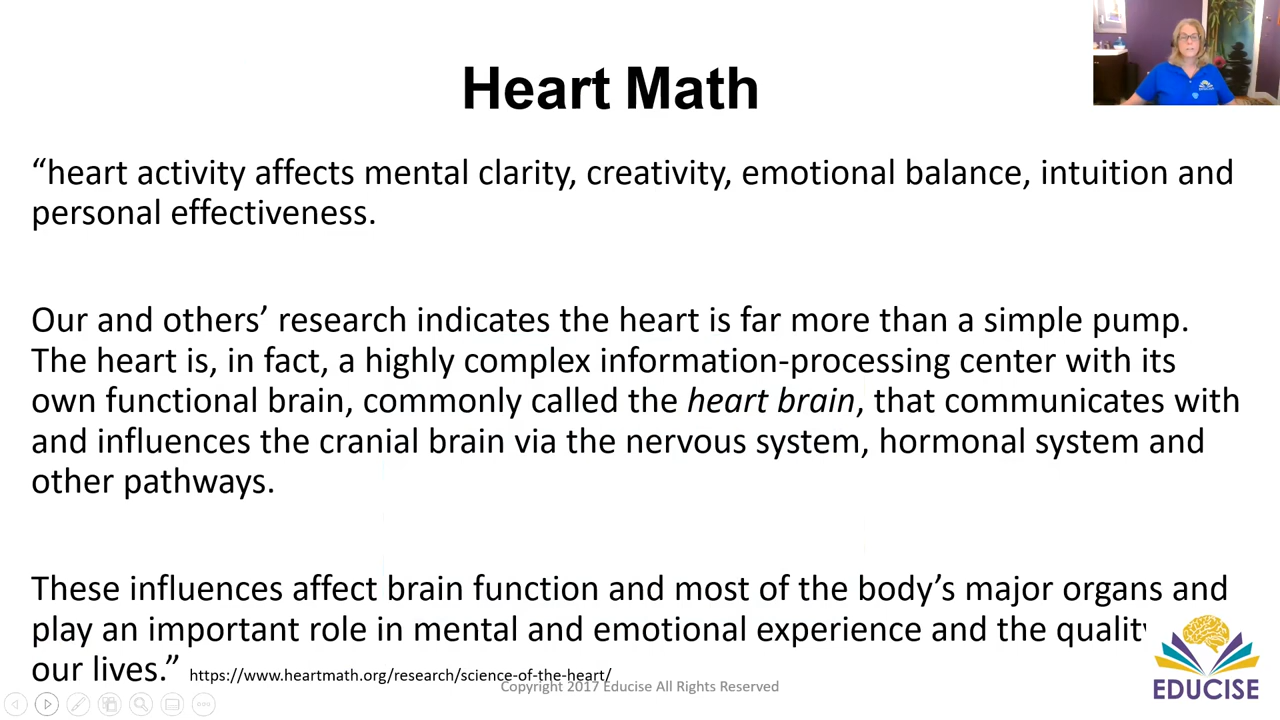 Heart Math
“heart activity affects mental clarity, creativity, emotional balance, intuition and
personal effectiveness.
Our and others’ research indicates the heart is far more than a simple pump.
The heart is, in fact, a highly complex information-processing center with its
own functional brain, commonly called the heart brain, that communicates with
and influences the cranial brain via the nervous system, hormonal system and
other pathways.
These influences affect brain function and most of the body’s major organs and
play an important role in mental and emotional experience and the quality
our lives.” https://www.heartmath.org/research/science-of-the-heart/
Copyright 2017 Educise All Rights Reserved
EDUCISE